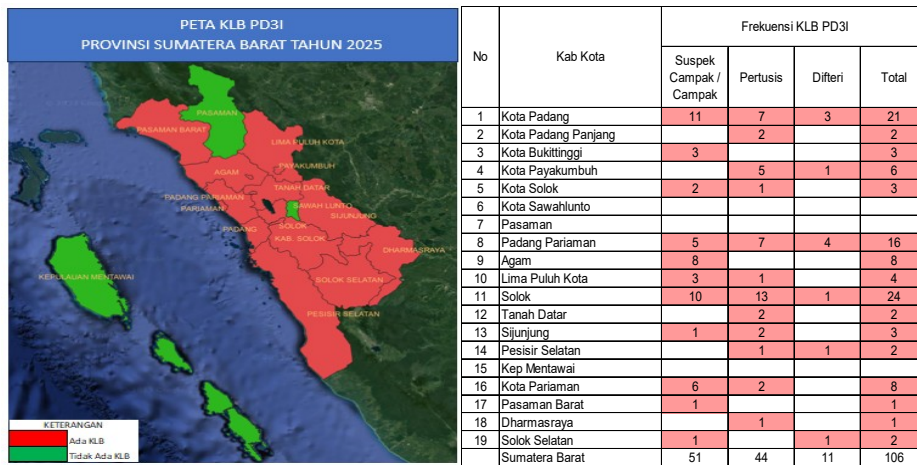 PETA KLB PD3I
PROVINSI SUMATERA BARAT TAHUN 2025
PASAMAN
PASAMAN BARAT
LIMA PULUH KOTA
PAYAKUMBUH
AGAM
TANAH DATAR
PADANG PARIAMAN
PARIAMAN
SAWAH LUNTO
SIJUNJUNG
PADANG
SOLOK
KAB. SOLOK
DHARMASRAYA
KEPULAUAN MENTAWAI
SOLOK SELATAN
PESISIR SELATAN
KETERANGAN
Ada KLB
Tidak Ada KLB
No Kab Kota Frekuensi KLB PD3I
Suspek Campak / Campak Pertusis Difteri Total
1 Kota Padang 11 7 3 21
2 Kota Padang Panjang 2 2
3 Kota Bukittinggi 3 3
4 Kota Payakumbuh 5 1 6
5 Kota Solok 2 1 3
6 Kota Sawahlunto
7 Pasaman
8 Padang Pariaman 5 7 4 16
9 Agam 8 8
10 Lima Puluh Kota 3 1 4
11 Solok 10 13 1 24
12 Tanah Datar 2 2
13 Sijunjung 1 2 3
14 Pesisir Selatan 1 1 2
15 Kep Mentawai
16 Kota Pariaman 6 2 8
17 Pasaman Barat 1 1
18 Dharmasraya 1 1
19 Solok Selatan 1 1 2
Sumatera Barat 51 44 11 106